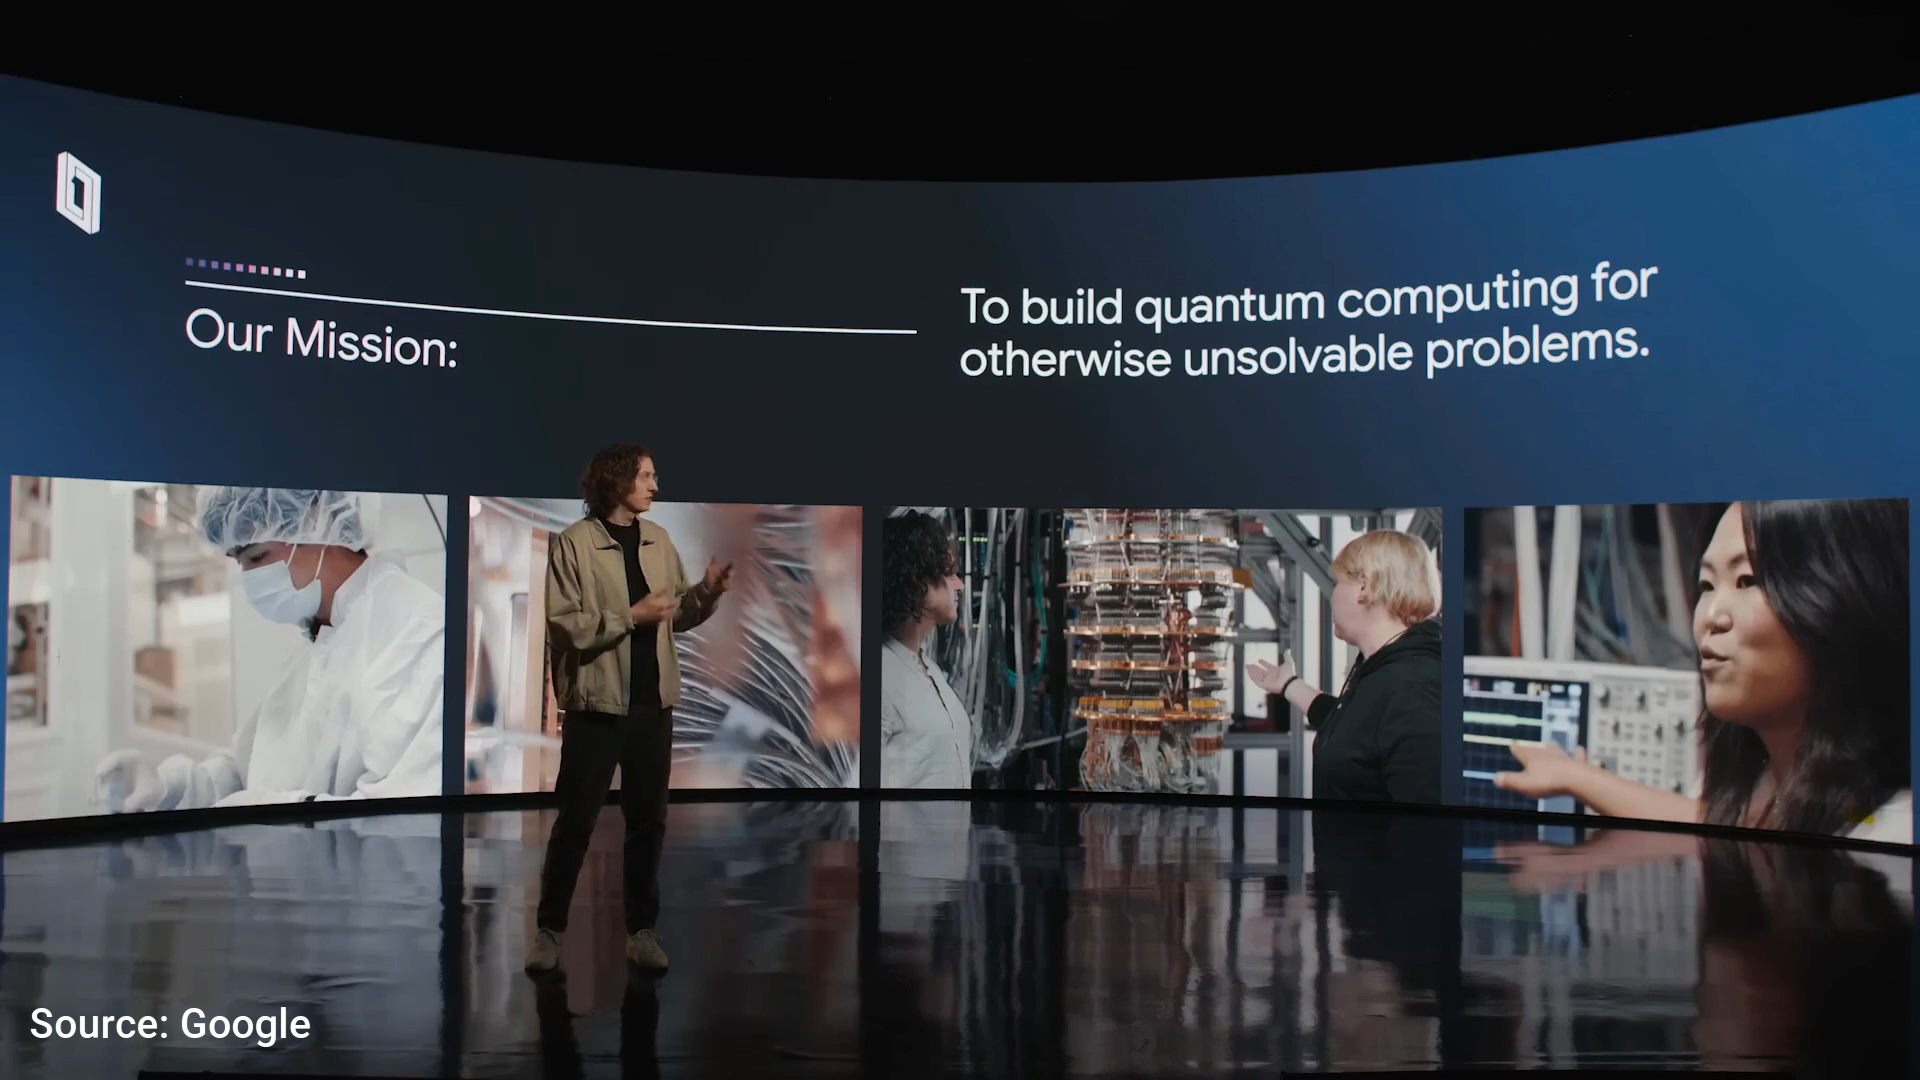 Our Mission:
To build quantum computing for
otherwise unsolvable problems.
Source: Google